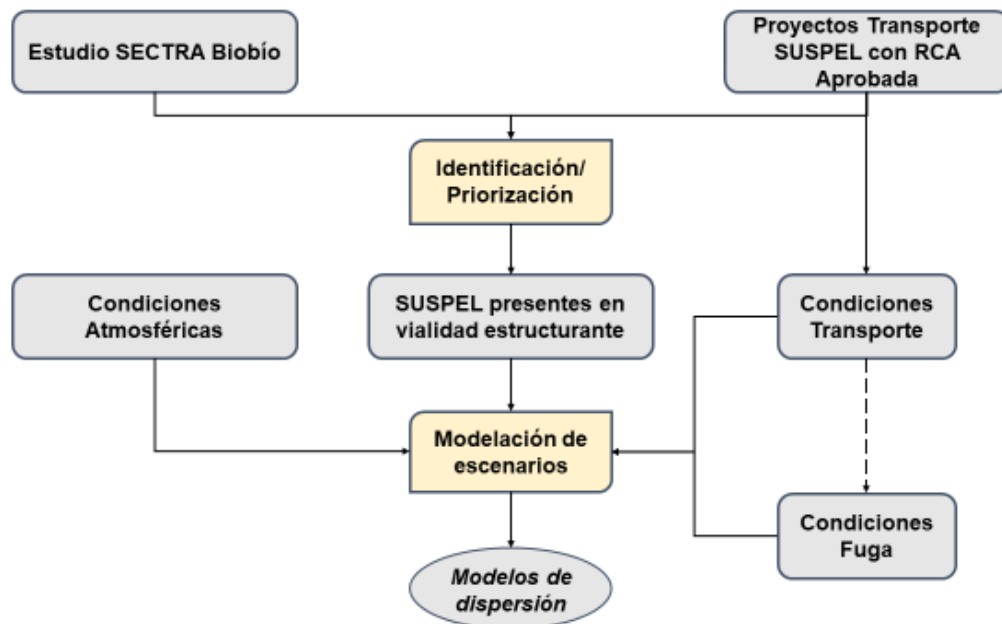 Estudio SECTRA Biobío
Proyectos Transporte
SUSPEL con RCA
Aprobada
Identificación/
Priorización
Condiciones
Atmosféricas
SUSPEL presentes en
vialidad estructurante
Condiciones
Transporte
Modelación de
escenarios
Condiciones
Fuga
Modelos de
dispersión